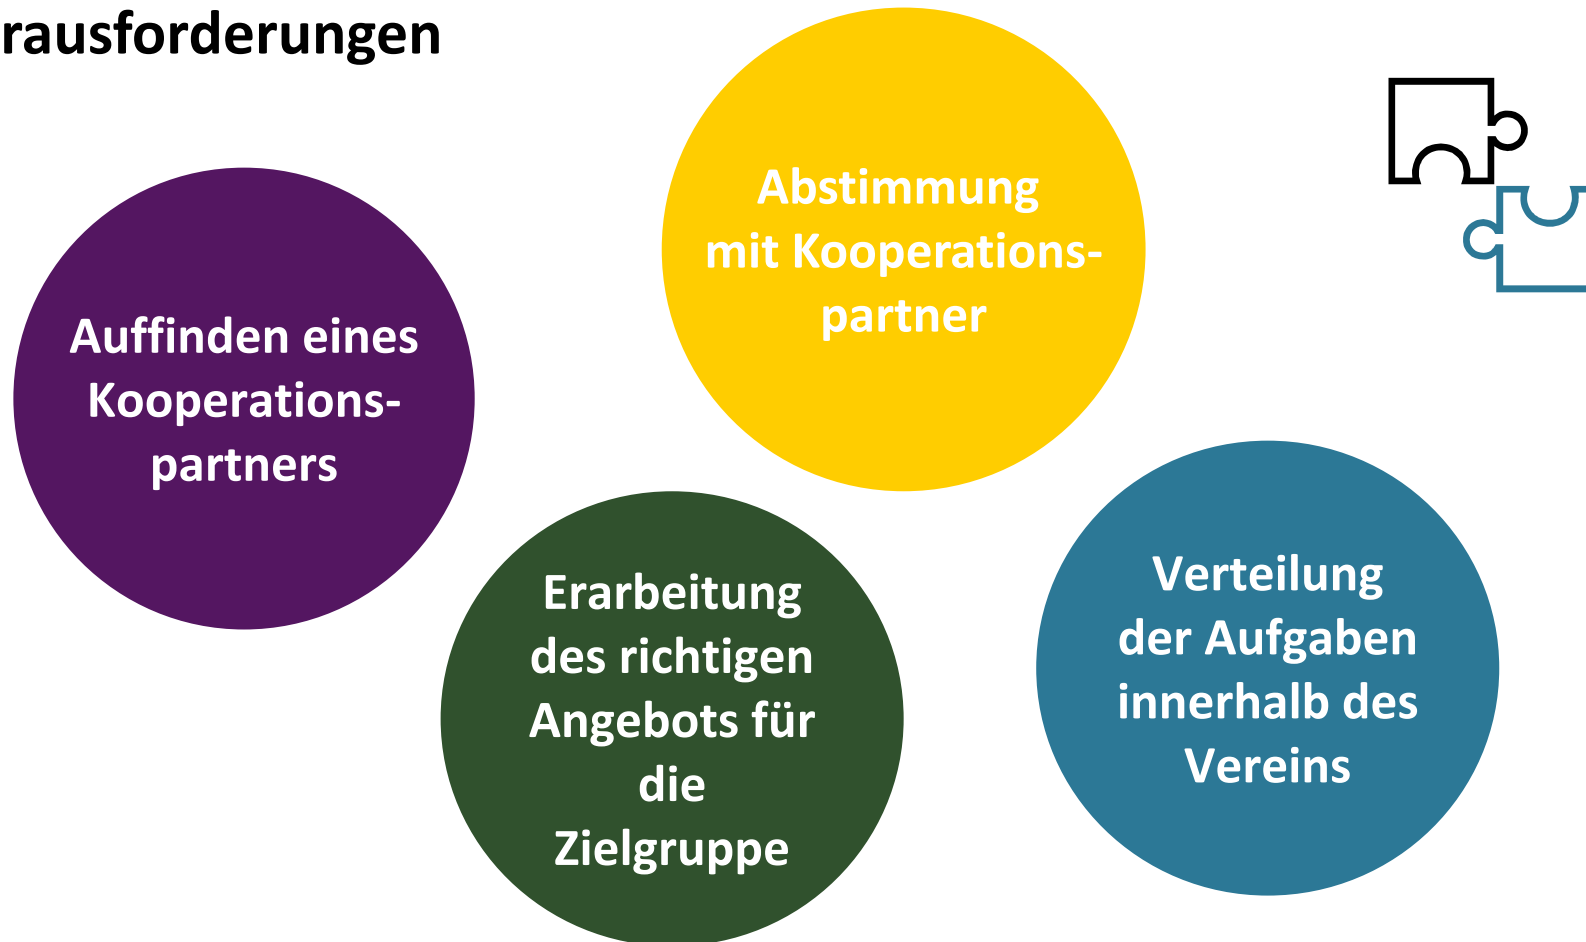 rausforderungen
Auffinden eines
Kooperations-
partners
Abstimmung
mit Kooperations-
partner
Erarbeitung
des richtigen
Angebots für
die
Zielgruppe
Verteilung
der Aufgaben
innerhalb des
Vereins